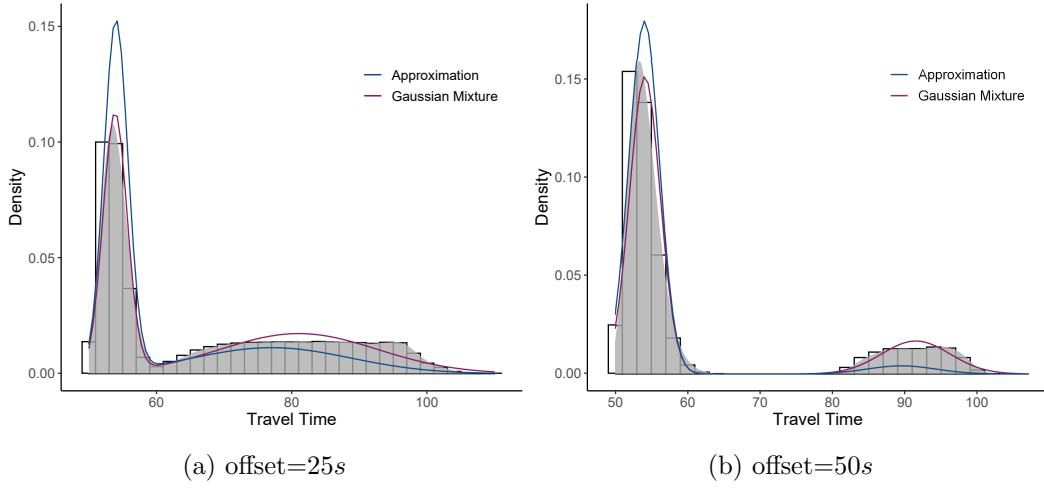 0.15
0.10
0.05
0.00
Density
60
80
100
Travel Time
Approximation
Gaussian Mixture
(a) offset=25s
0.15
0.10
0.05
0.00
Density
50
60
70
80
90
100
Travel Time
Approximation
Gaussian Mixture
(b) offset=50s